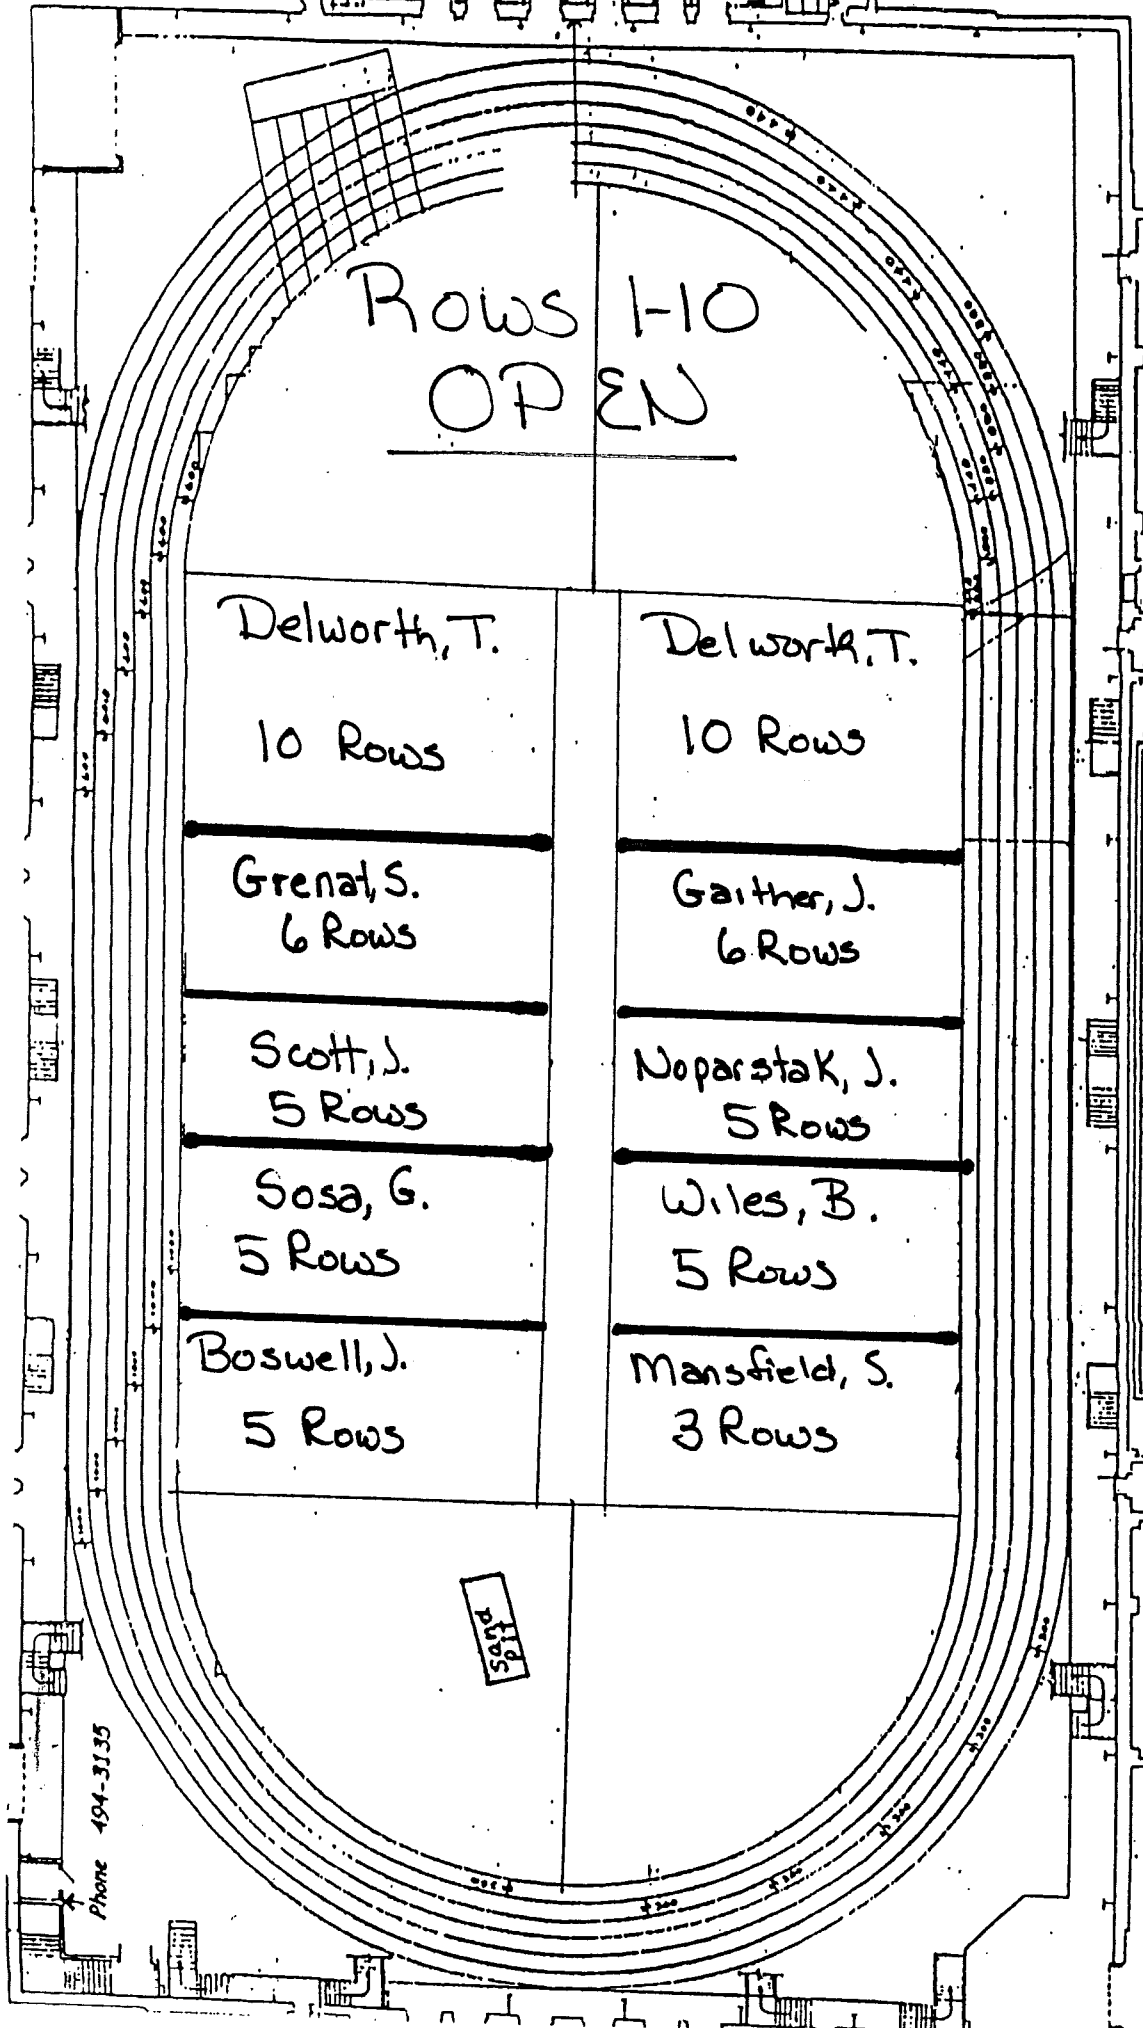 Rows 1-10
OPEN
Delworth, T.
10 Rows
Delworth, T.
10 Rows
Grenat, S.
6 Rows
Gaither, J.
6 Rows
Scott, J.
5 Rows
Noparstak, J.
5 Rows
Sosa, G.
5 Rows
Wiles, B.
5 Rows
Boswell, J.
5 Rows
Mansfield, S.
3 Rows
Sand
pit
Phone 494-3135